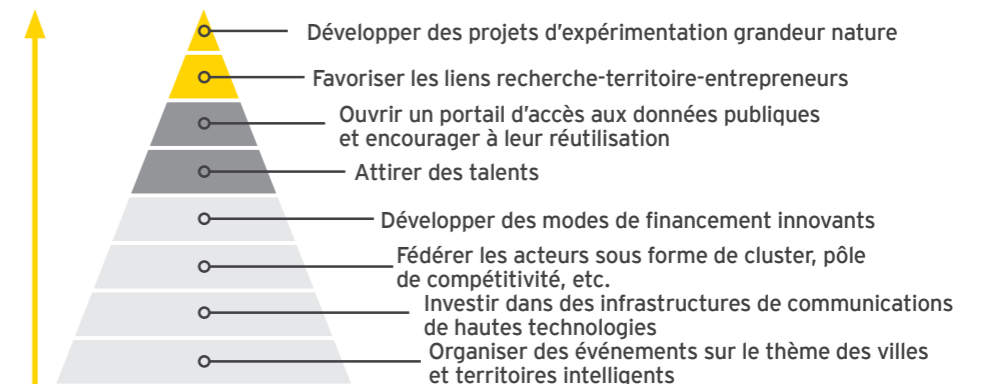 Développer des projets d'expérimentation grandeur nature
Favoriser les liens recherche-territoire-entrepreneurs
Ouvrir un portail d'accès aux données publiques
et encourager à leur réutilisation
Attirer des talents
Développer des modes de financement innovants
Fédérer les acteurs sous forme de cluster, pôle
de compétitivité, etc.
Investir dans des infrastructures de communications
de hautes technologies
Organiser des événements sur le thème des villes
et territoires intelligents